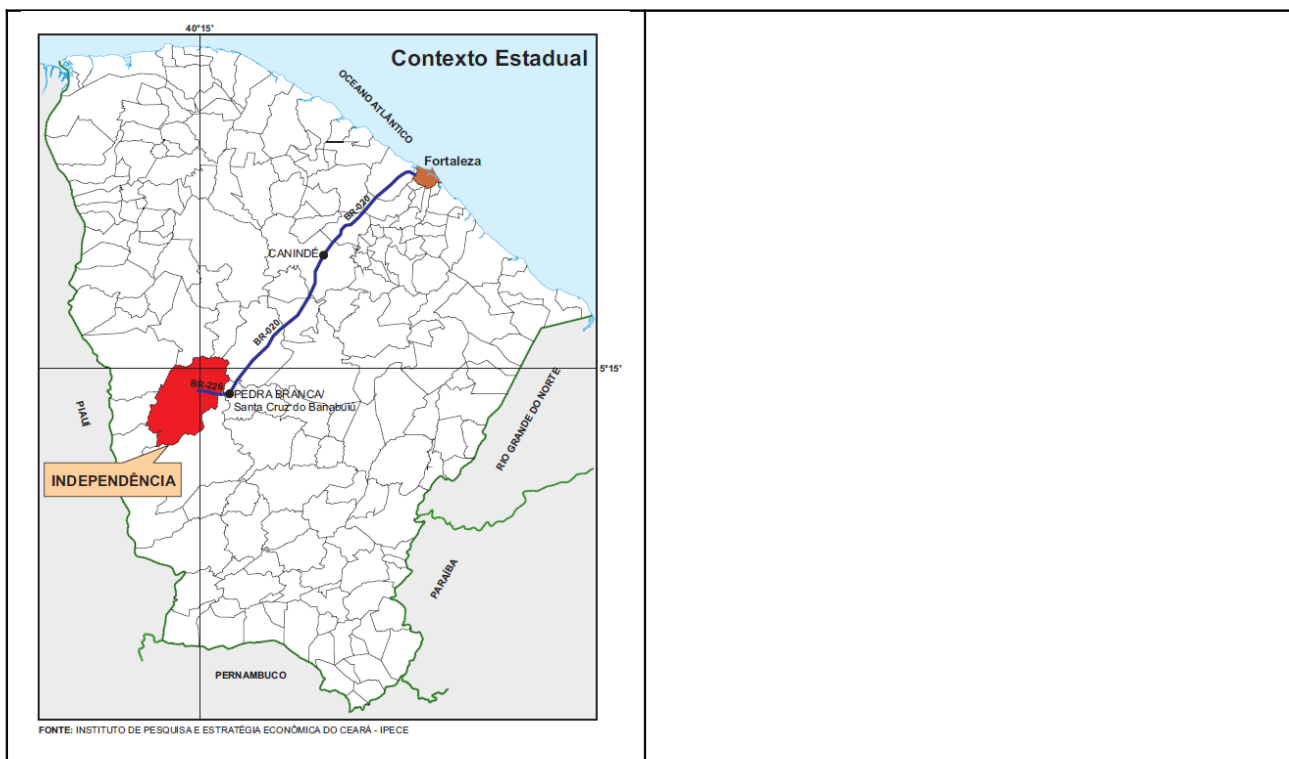 40°15'
Contexto Estadual
OCEANO ATLÂNTICO
Fortaleza
BR-020
CANINDÉ
BR-020
5°15'
BR-226
PEDRA BRANCA/
Santa Cruz do Banabuiu
PIAUÍ
RIO GRANDE DO NORTE
INDEPENDÊNCIA
PARAÍBA
PERNAMBUCO
FONTE: INSTITUTO DE PESQUISA E ESTRATÉGIA ECONÔMICA DO CEARÁ - IPECE